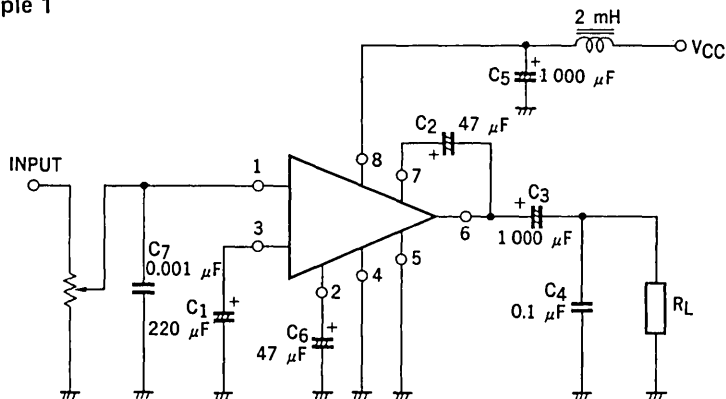 ple 1
2 mH
VCC
C5
+
1 000 μF
C2
47 μF
+
8
7
INPUT
1
3
C3
+
6
1 000 μF
C7
0.001 μF
5
4
2
C1
+
220 μF
C6
+
47 μF
C4
0.1 μF
RL